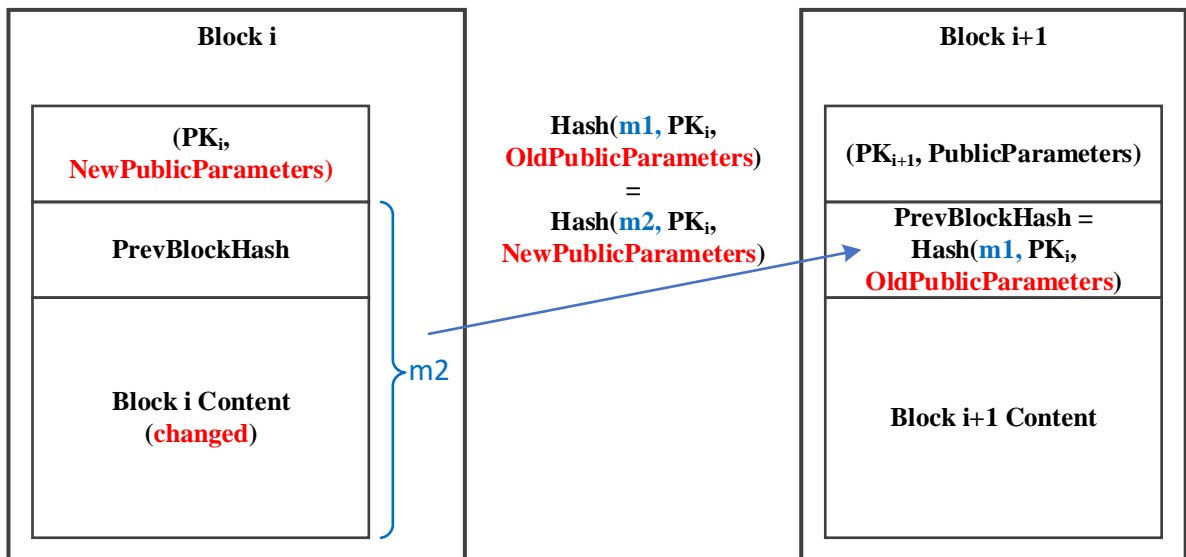 Block i
(PKi,
NewPublicParameters)
PrevBlockHash
Block i Content
(changed)
m2
Hash(m1, PKi,
OldPublicParameters)
=
Hash(m2, PKi,
NewPublicParameters)
Block i+1
(PKi+1, PublicParameters)
PrevBlockHash =
Hash(m1, PKi,
OldPublicParameters)
Block i+1 Content